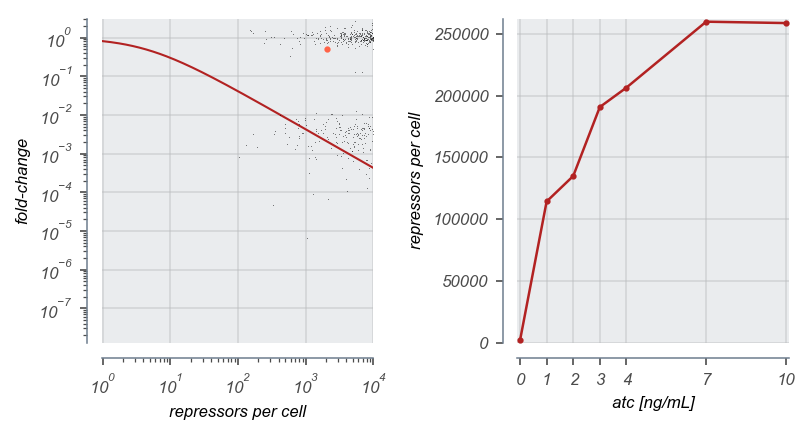 10^0
10^-1
10^-2
10^-3
10^-4
10^-5
10^-6
10^-7
fold-change
10^0 10^1 10^2 10^3 10^4
repressors per cell
250000
200000
150000
100000
50000
0
repressors per cell
0 1 2 3 4 7 10
atc [ng/mL]